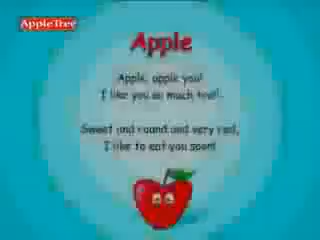 AppleTree
Apple
Apple, apple you!
I like you so much too!
Sweet and round and very red,
I like to eat you soon!